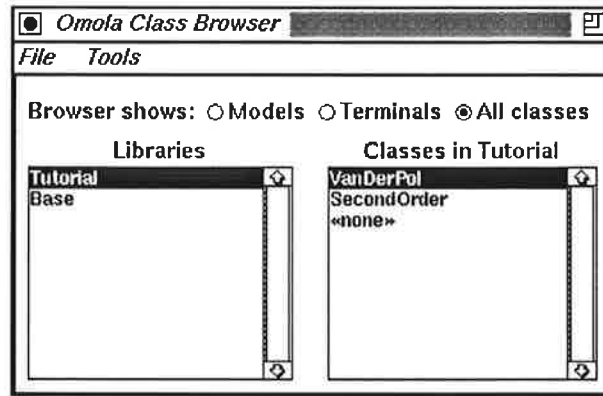 Omola Class Browser
File Tools
Browser shows: Models Terminals All classes
Libraries
Tutorial
Base
Classes in Tutorial
VanDerPol
SecondOrder
«none»